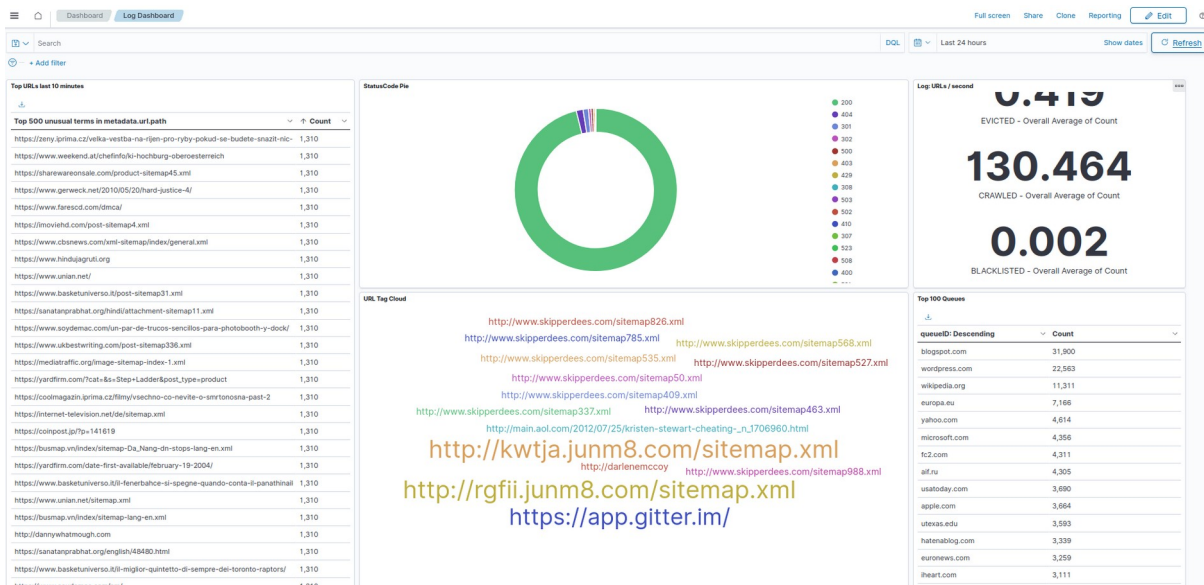 Dashboard Log Dashboard Full screen Share Clone Reporting Edit
Search DQL Last 24 hours Show dates Refresh
+ Add filter
Top URLs last 10 minutes
Top 500 unusual terms in metadata.url.path Count
https://zeny.iprima.cz/velka-vestba-na-rijen-pro-ryby-pokud-se-budete-snazit-nic- 1,310
https://www.weekend.at/chefinfo/ki-hochburg-oberoesterreich 1,310
https://sharewareonsale.com/product-sitemap45.xml 1,310
https://www.gerweck.net/2010/05/20/hard-justice-4/ 1,310
https://www.farescd.com/dmca/ 1,310
https://imoviehd.com/post-sitemap4.xml 1,310
https://www.cbsnews.com/xml-sitemap/index/general.xml 1,310
https://www.hindujagruti.org 1,310
https://www.unian.net/ 1,310
https://www.basketuniverso.it/post-sitemap31.xml 1,310
https://sanatanprabhat.org/hindi/attachment-sitemap11.xml 1,310
https://www.soydemac.com/un-par-de-trucos-sencillos-para-photobooth-y-dock/ 1,310
https://www.ukbestwriting.com/post-sitemap336.xml 1,310
https://mediatraffic.org/image-sitemap-index-1.xml 1,310
https://yardfirm.com/?cat=&s=Step+Ladder&post_type=product 1,310
https://coolmagazin.iprima.cz/filmy/vsechno-co-nevite-o-smrtonosna-past-2 1,310
https://internet-television.net/de/sitemap.xml 1,310
https://coinpost.jp/?p=141619 1,310
https://busmap.vn/index/sitemap-Da_Nang-dn-stops-lang-en.xml 1,310
https://yardfirm.com/date-first-available/february-19-2004/ 1,310
https://www.basketuniverso.it/il-fenerbahce-si-spegne-quando-conta-il-panathinail 1,310
https://www.unian.net/sitemap.xml 1,310
https://busmap.vn/index/sitemap-lang-en.xml 1,310
http://dannywhatmough.com 1,310
https://sanatanprabhat.org/english/48480.html 1,310
https://www.basketuniverso.it/il-miglior-quintetto-di-sempre-dei-toronto-raptors/ 1,310
StatusCode Pie
200
404
301
302
500
403
429
308
503
502
410
307
523
508
400
Log: URLs / second
0.419
EVICTED - Overall Average of Count
130.464
CRAWLED - Overall Average of Count
0.002
BLACKLISTED - Overall Average of Count
URL Tag Cloud
http://www.skipperdees.com/sitemap826.xml
http://www.skipperdees.com/sitemap785.xml
http://www.skipperdees.com/sitemap568.xml
http://www.skipperdees.com/sitemap535.xml
http://www.skipperdees.com/sitemap527.xml
http://www.skipperdees.com/sitemap50.xml
http://www.skipperdees.com/sitemap409.xml
http://www.skipperdees.com/sitemap337.xml
http://www.skipperdees.com/sitemap463.xml
http://main.aol.com/2012/07/25/kristen-stewart-cheating-_n_1706960.html
http://kwtja.junm8.com/sitemap.xml
http://darlenemccoy
http://www.skipperdees.com/sitemap988.xml
http://rgfii.junm8.com/sitemap.xml
https://app.gitter.im/
Top 100 Queues
queueID: Descending Count
blogspot.com 31,900
wordpress.com 22,563
wikipedia.org 11,311
europa.eu 7,166
yahoo.com 4,614
microsoft.com 4,356
fc2.com 4,311
aif.ru 4,305
usatoday.com 3,690
apple.com 3,664
utexas.edu 3,593
hatenablog.com 3,339
euronews.com 3,259
iheart.com 3,111